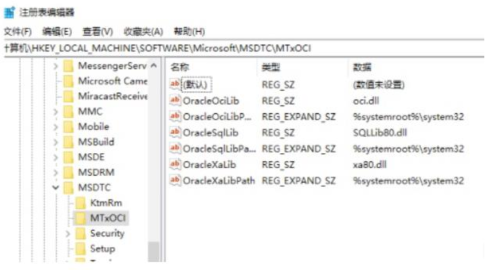 注册表编辑器
文件(F) 编辑(E) 查看(V) 收藏夹(A) 帮助(H)
计算机\HKEY_LOCAL_MACHINE\SOFTWARE\Microsoft\MSDTC\MTxOCI
MessengerServ
Microsoft Came
MiracastReceive
MMC
Mobile
MSBuild
MSDE
MSDRM
MSDTC
KtmRm
MTxOCI
Security
Setup
名称 类型 数据
(默认) REG_SZ (数值未设置)
OracleOciLib REG_SZ oci.dll
OracleOciLibP... REG_EXPAND_SZ %systemroot%\system32
OracleSqlLib REG_SZ SQLLib80.dll
OracleSqlLibPa... REG_EXPAND_SZ %systemroot%\system32
OracleXaLib REG_SZ xa80.dll
OracleXaLibPath REG_EXPAND_SZ %systemroot%\system32